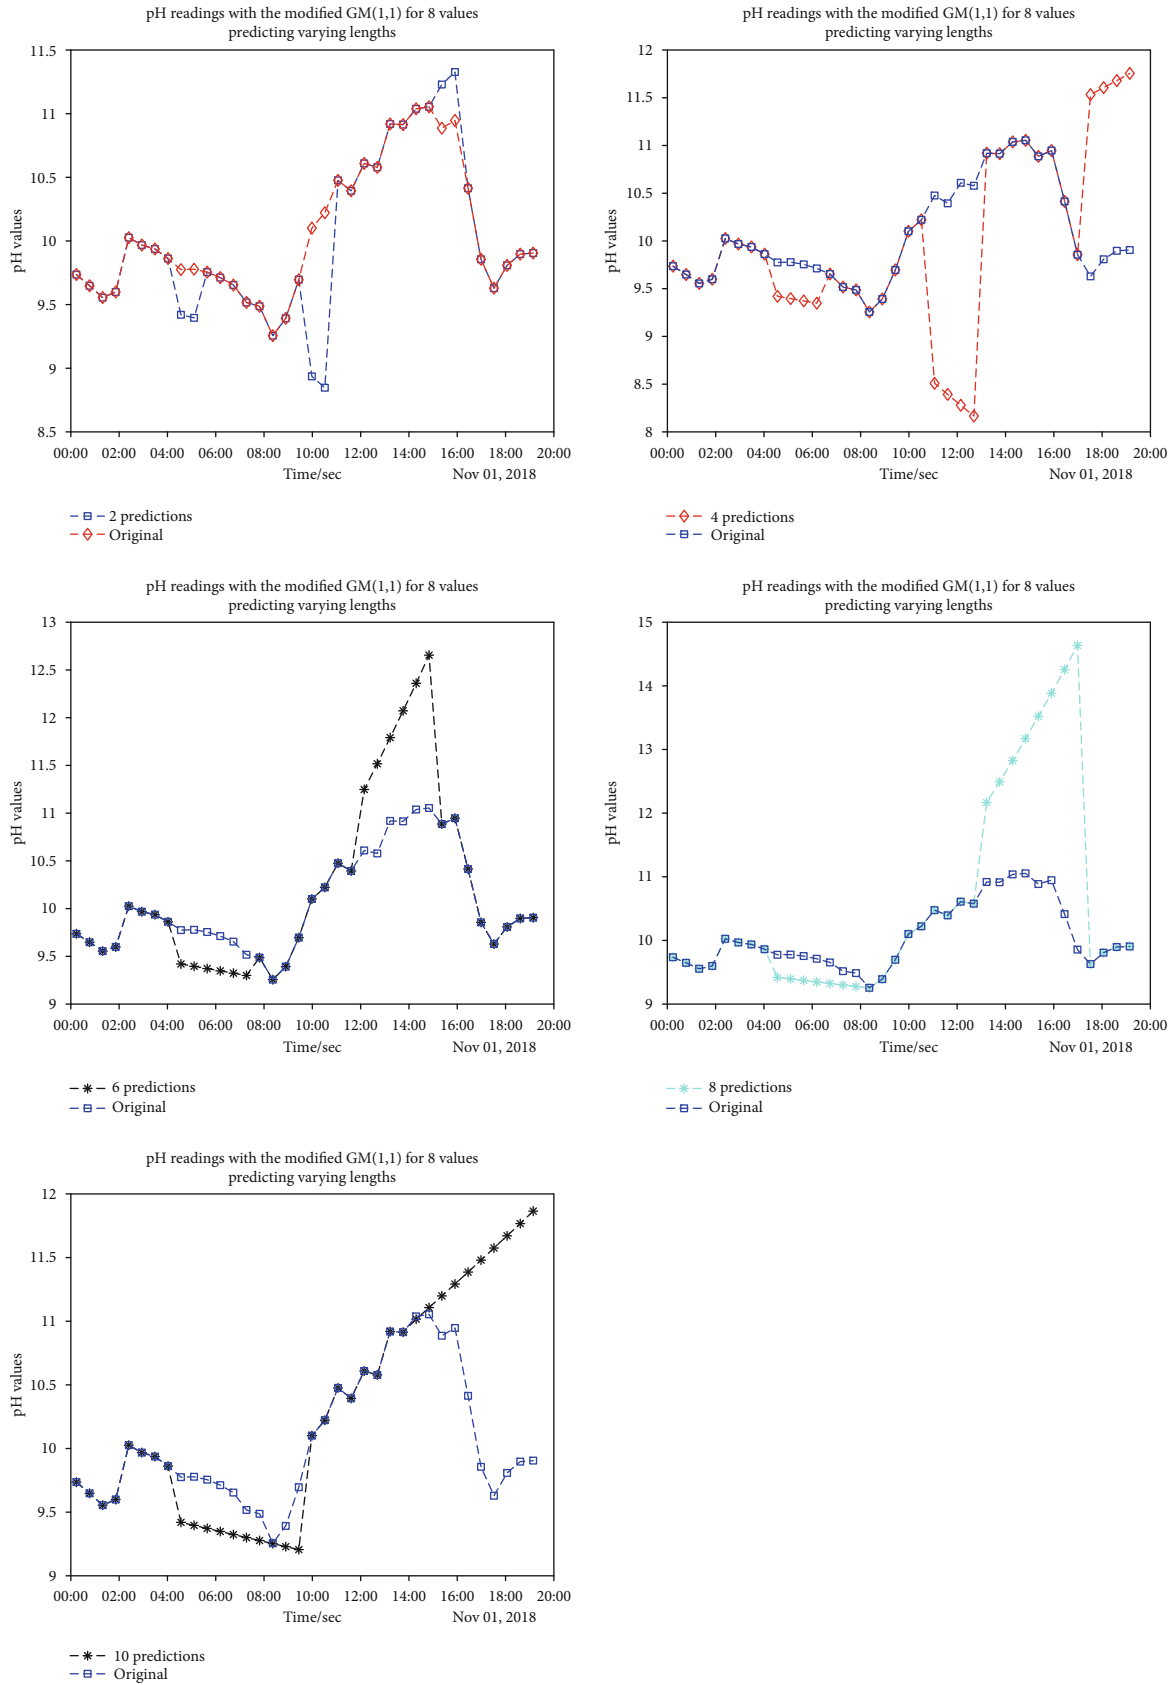 pH readings with the modified GM(1,1) for 8 values
predicting varying lengths
11.5
11
10.5
10
9.5
9
8.5
pH values
00:00 02:00 04:00 06:00 08:00 10:00 12:00 14:00 16:00 18:00 20:00
Time/sec
Nov 01, 2018
2 predictions
Original
pH readings with the modified GM(1,1) for 8 values
predicting varying lengths
12
11.5
11
10.5
10
9.5
9
8.5
8
pH values
00:00 02:00 04:00 06:00 08:00 10:00 12:00 14:00 16:00 18:00 20:00
Time/sec
Nov 01, 2018
4 predictions
Original
pH readings with the modified GM(1,1) for 8 values
predicting varying lengths
13
12.5
12
11.5
11
10.5
10
9.5
9
pH values
00:00 02:00 04:00 06:00 08:00 10:00 12:00 14:00 16:00 18:00 20:00
Time/sec
Nov 01, 2018
6 predictions
Original
pH readings with the modified GM(1,1) for 8 values
predicting varying lengths
15
14
13
12
11
10
9
pH values
00:00 02:00 04:00 06:00 08:00 10:00 12:00 14:00 16:00 18:00 20:00
Time/sec
Nov 01, 2018
8 predictions
Original
pH readings with the modified GM(1,1) for 8 values
predicting varying lengths
12
11.5
11
10.5
10
9.5
9
pH values
00:00 02:00 04:00 06:00 08:00 10:00 12:00 14:00 16:00 18:00 20:00
Time/sec
Nov 01, 2018
10 predictions
Original